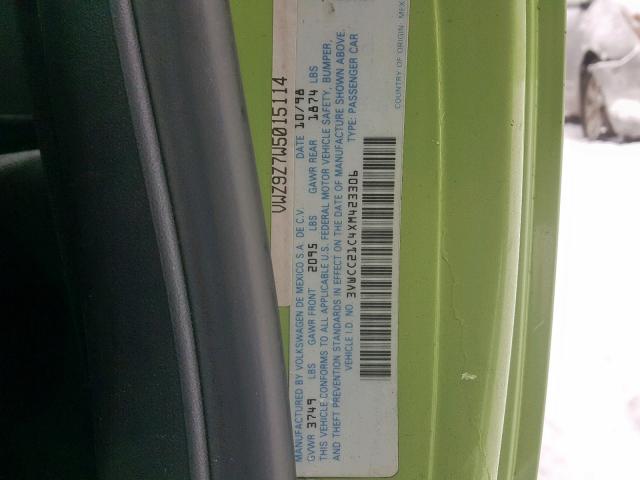 VWZ9Z7W5015114
MANUFACTURED BY VOLKSWAGEN DE MEXICO S.A. DE C.V. DATE 10/98
GVWR 3749 LBS GAWR FRONT 2095 LBS GAWR REAR 1874 LBS
THIS VEHICLE CONFORMS TO ALL APPLICABLE U.S. FEDERAL MOTOR VEHICLE SAFETY, BUMPER,
AND THEFT PREVENTION STANDARDS IN EFFECT ON THE DATE OF MANUFACTURE SHOWN ABOVE.
VEHICLE I.D. NO. 3VWCC21C4XM423306 TYPE: PASSENGER CAR
COUNTRY OF ORIGIN: MEX